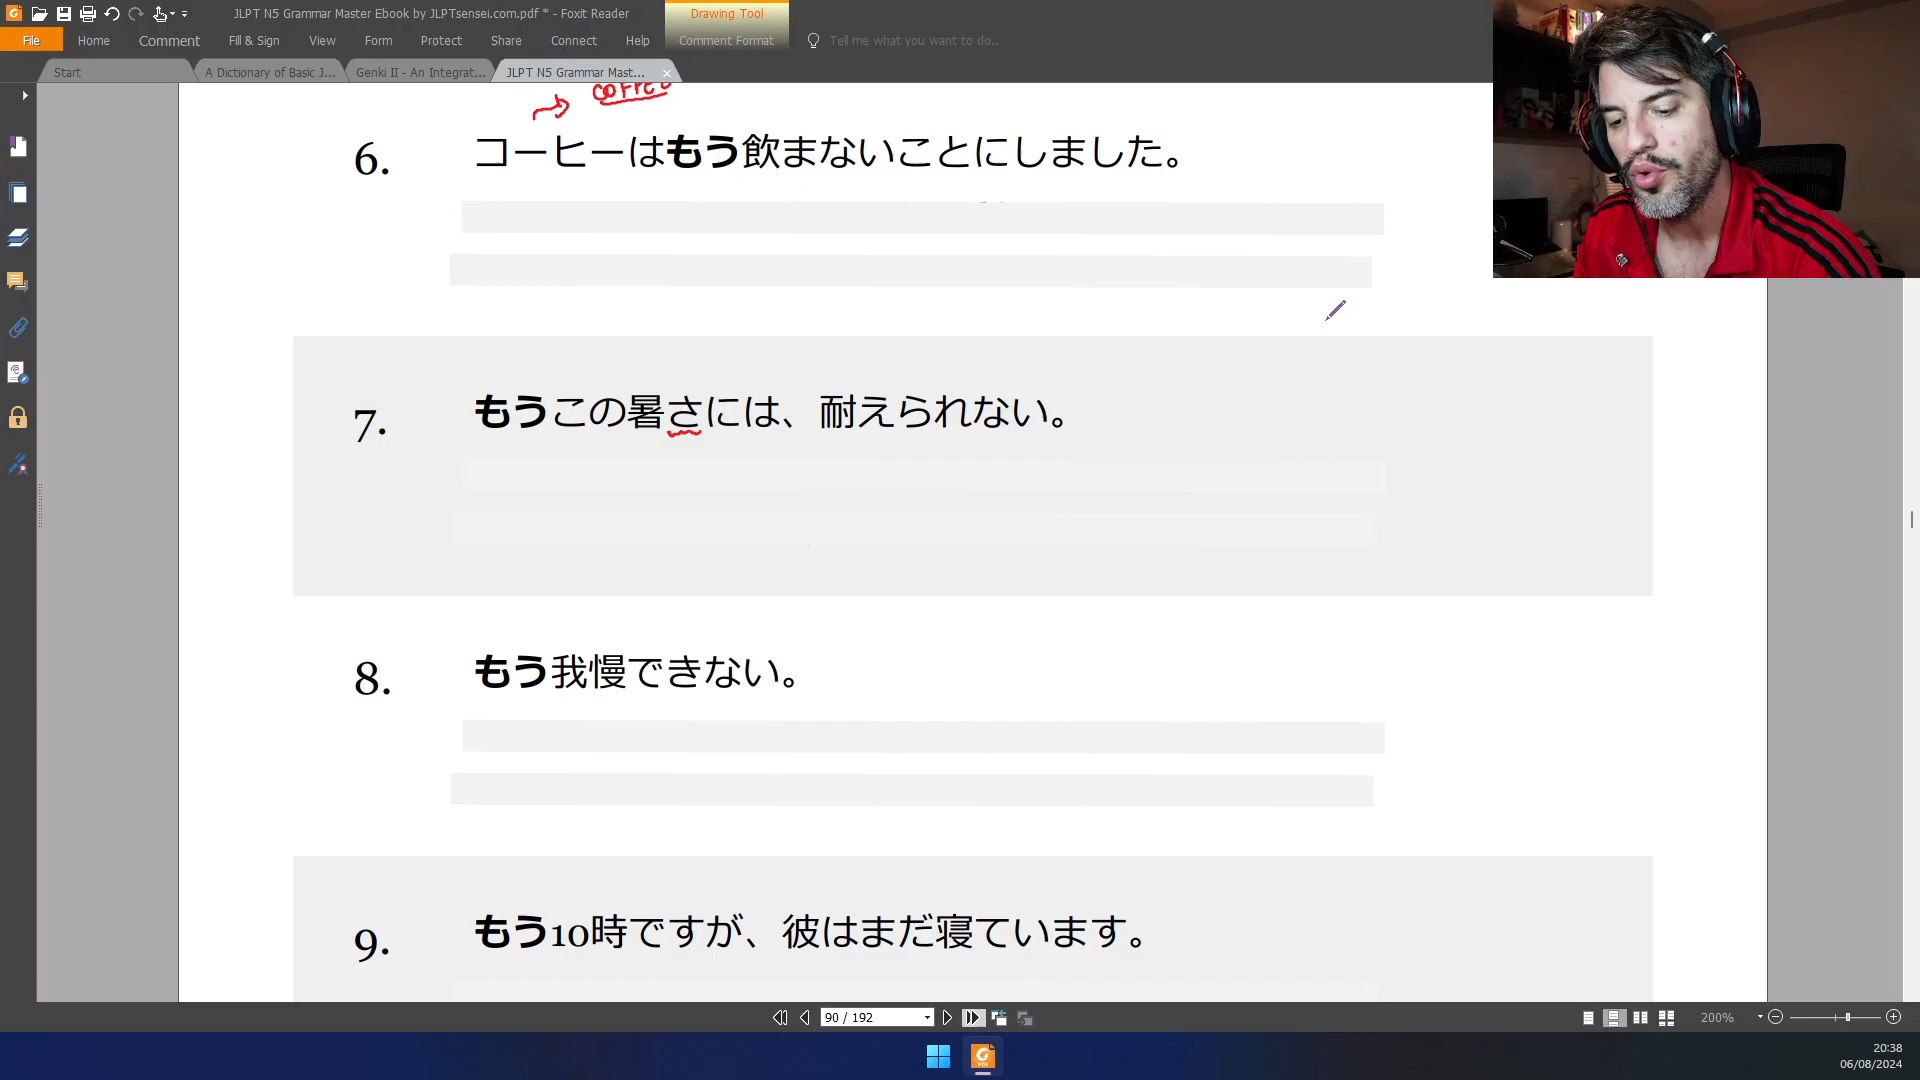 JLPT N5 Grammar Master Ebook by JLPTsensei.com.pdf * - Foxit Reader
Drawing Tool
File
Home
Comment
Fill & Sign
View
Form
Protect
Share
Connect
Help
Comment Format
Tell me what you want to do..
Start
A Dictionary of Basic J...
Genki II - An Integrat...
JLPT N5 Grammar Mast...
6. コーヒーはもう飲まないことにしました。
7. もうこの暑さには、耐えられない。
8. もう我慢できない。
9. もう10時ですが、彼はまだ寝ています。
90 / 192
200%
20:38
06/08/2024